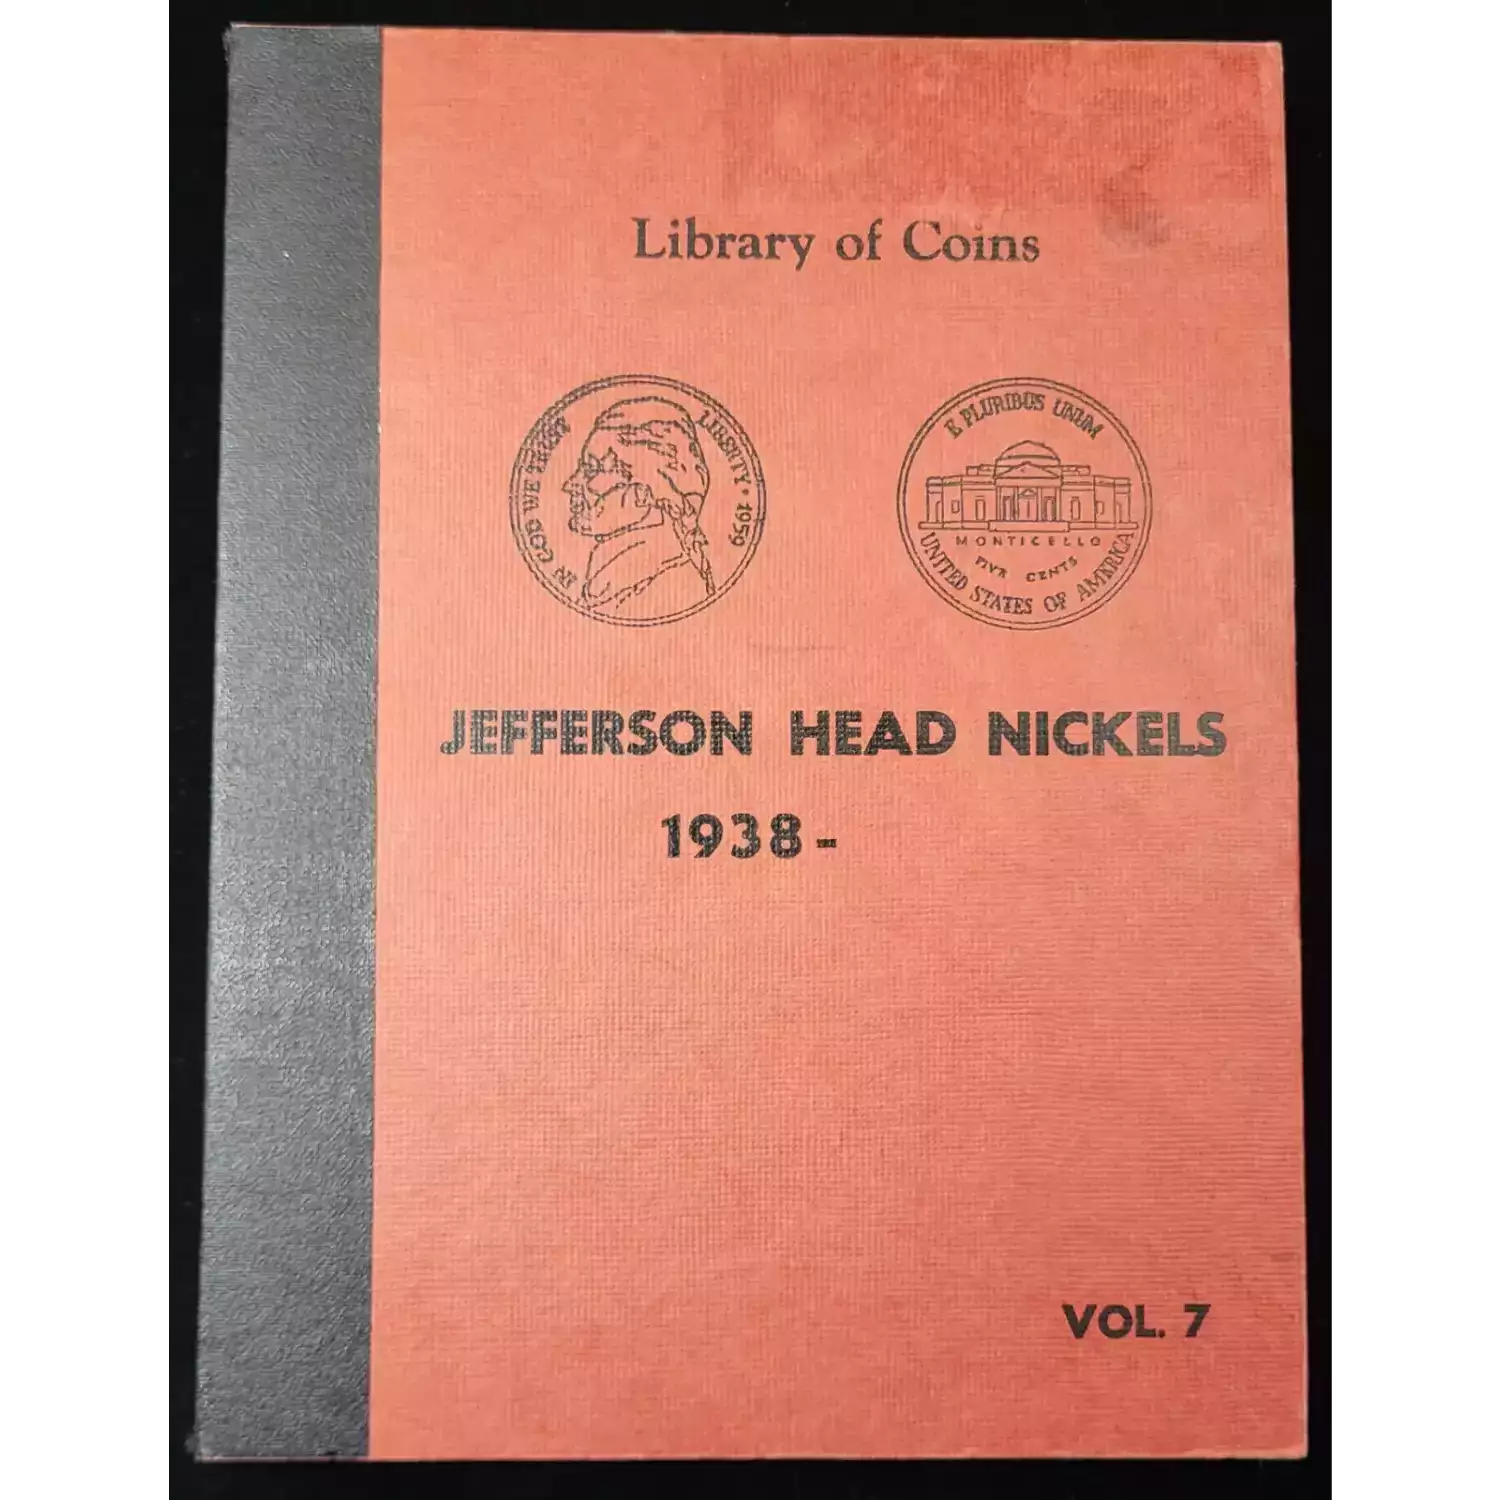 Library of Coins
IN GOD WE TRUST
LIBERTY · 1959
E PLURIBUS UNUM
MONTICELLO
FIVE CENTS
UNITED STATES OF AMERICA
JEFFERSON HEAD NICKELS
1938-
VOL. 7